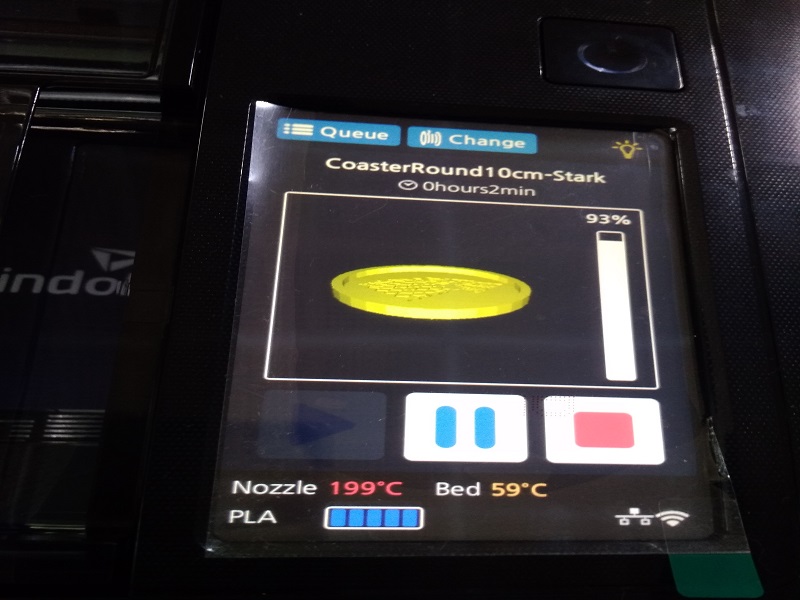 Queue
Change
CoasterRound10cm-Stark
0hours2min
93%
Nozzle 199°C Bed 59°C
PLA